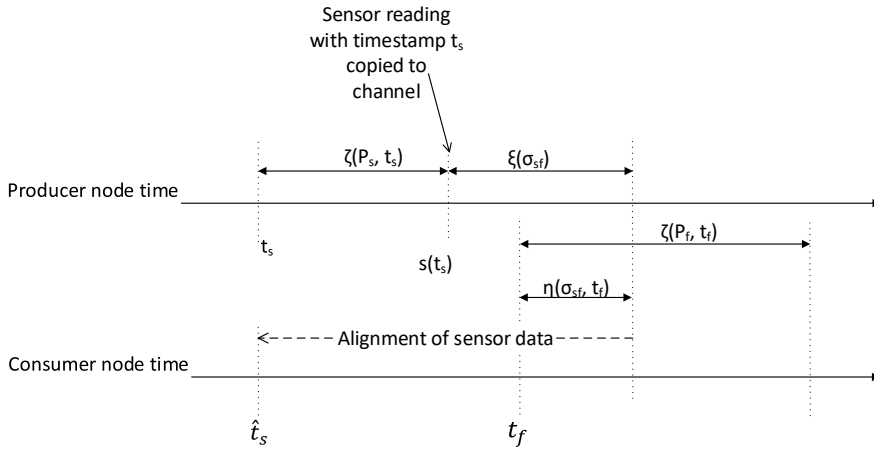 Sensor reading
with timestamp tₛ
copied to
channel
ζ(Pₛ, tₛ)
ξ(σₛf)
Producer node time
ζ(Pf, tf)
tₛ
s(tₛ)
η(σₛf, tf)
Alignment of sensor data
Consumer node time
t̂ₛ
tf